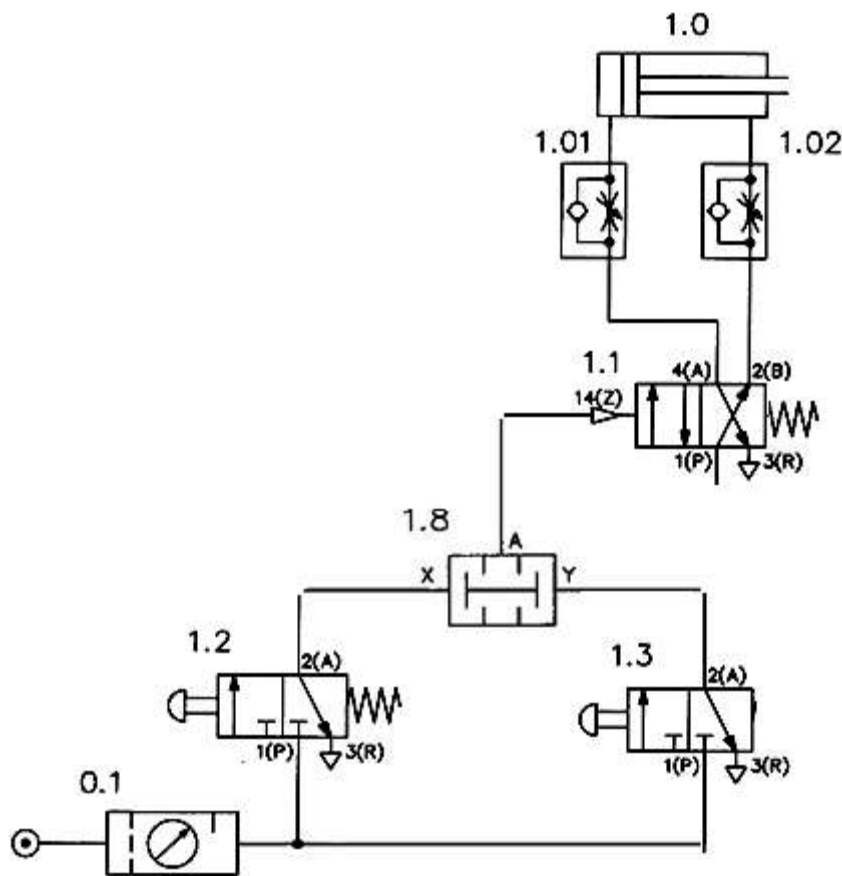 1.0
1.01
1.02
1.1
4(A) 2(B)
14(Z)
1(P) 3(R)
1.8
A
X Y
1.2
2(A)
1(P) 3(R)
1.3
2(A)
1(P) 3(R)
0.1